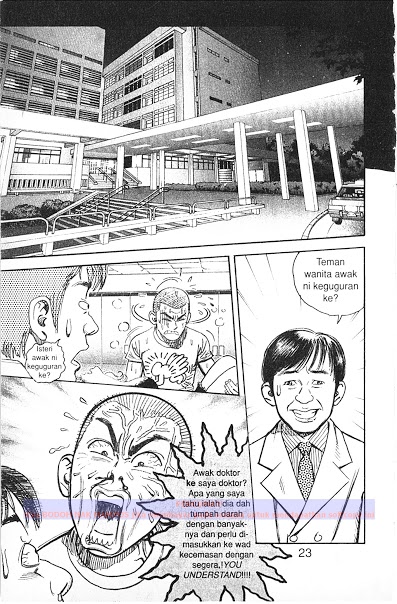 Teman
wanita awak
ni keguguran
ke?
Isteri
awak ni
keguguran
ke?
Awak doktor
ke saya doktor?
Apa yang saya
tahu ialah dia dah
tumpah darah
dengan banyak-
nya dan perlu di-
masukkan ke wad
kecemasan dengan
segera,!YOU
UNDERSTAND!!!!
23